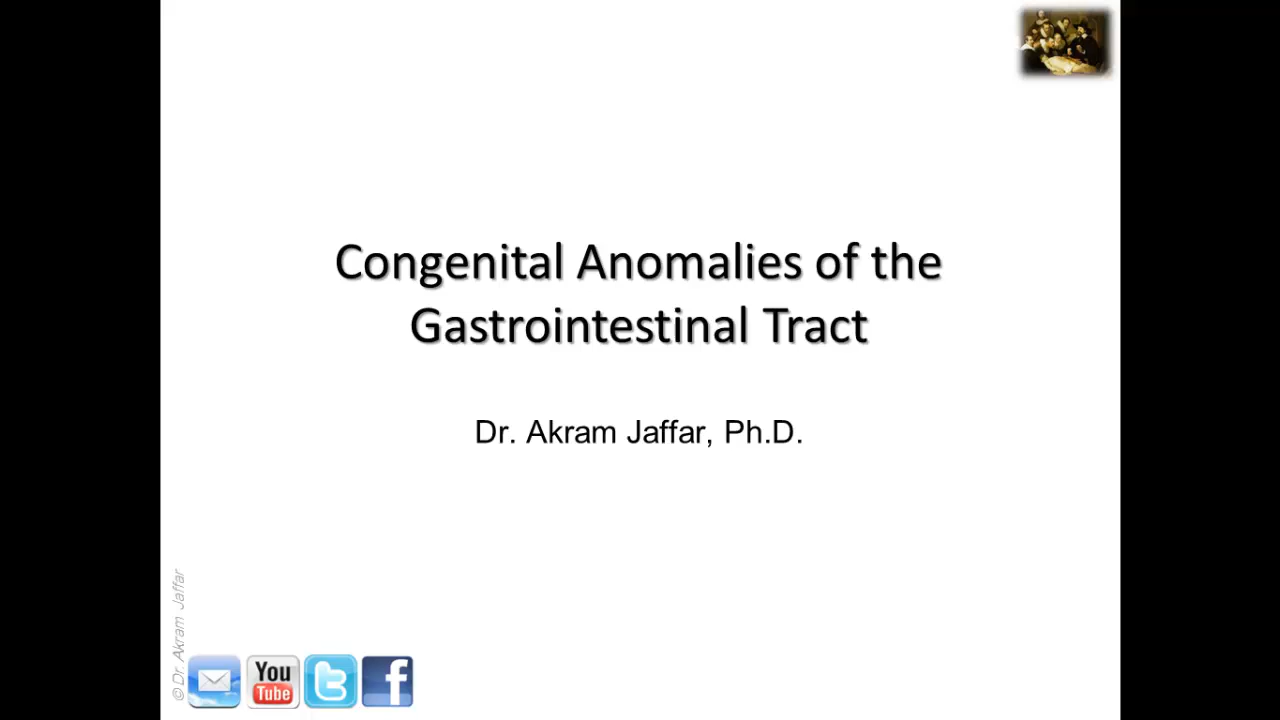 Congenital Anomalies of the
Gastrointestinal Tract
Dr. Akram Jaffar, Ph.D.
© Dr. Akram Jaffar
You
Tube